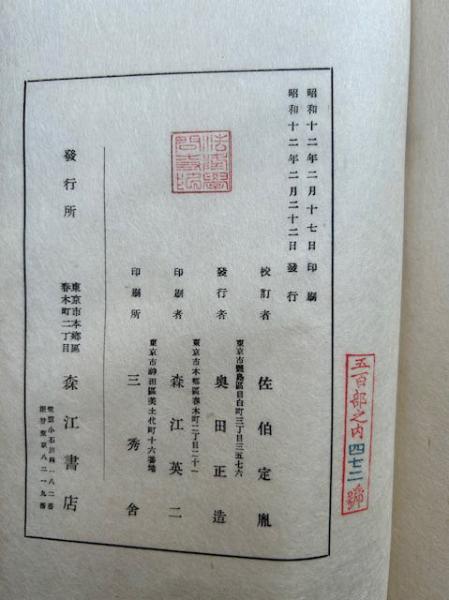 昭和十二年二月十七日印刷
昭和十二年二月二十二日發行
校訂者 佐伯定胤
東京市豐島區目白町三丁目三五七六
發行者 奥田正造
東京市本郷區春木町二丁目二十一
印刷者 森江英二
東京市神田區美土代町十六番地
印刷所 三秀舍
發行所
東京市本郷區
春木町二丁目
森江書店
五百部之内四七二號